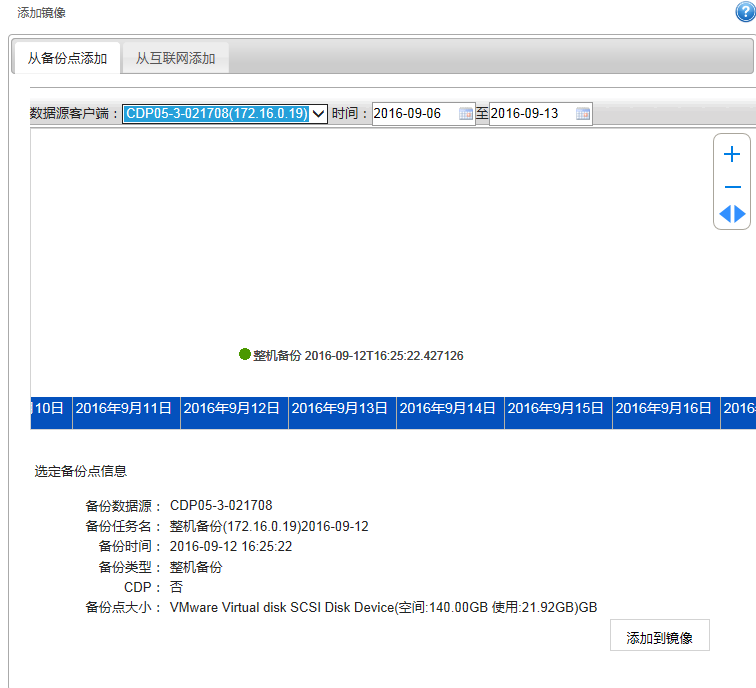 添加镜像
?
从备份点添加 从互联网添加
数据源客户端： CDP05-3-021708(172.16.0.19) 时间： 2016-09-06 至 2016-09-13
整机备份 2016-09-12T16:25:22.427126
10日 2016年9月11日 2016年9月12日 2016年9月13日 2016年9月14日 2016年9月15日 2016年9月16日 2016
选定备份点信息
备份数据源： CDP05-3-021708
备份任务名： 整机备份(172.16.0.19)2016-09-12
备份时间： 2016-09-12 16:25:22
备份类型： 整机备份
CDP： 否
备份点大小： VMware Virtual disk SCSI Disk Device(空间:140.00GB 使用:21.92GB)GB
添加到镜像